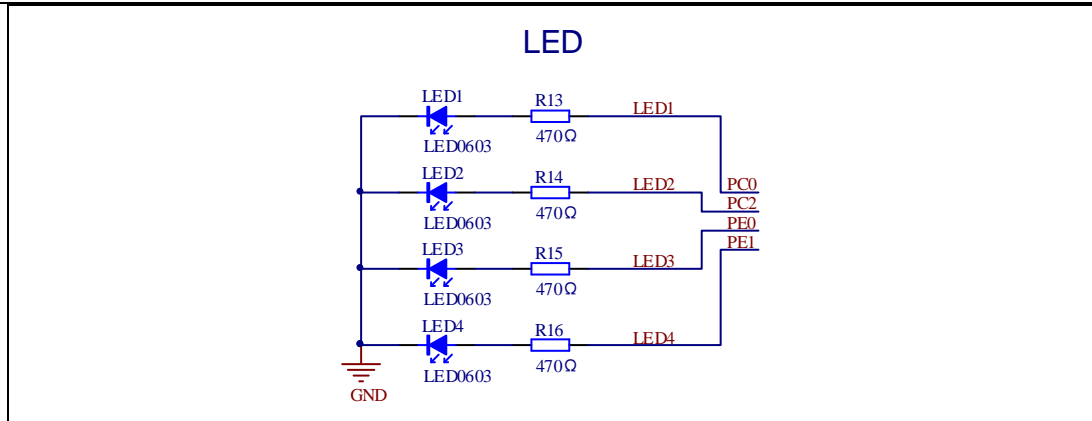 LED
LED1
R13
LED1
470Ω
LED0603
LED2
R14
LED2
PC0
470Ω
PC2
LED0603
PE0
LED3
R15
LED3
PE1
470Ω
LED0603
LED4
R16
LED4
470Ω
LED0603
GND